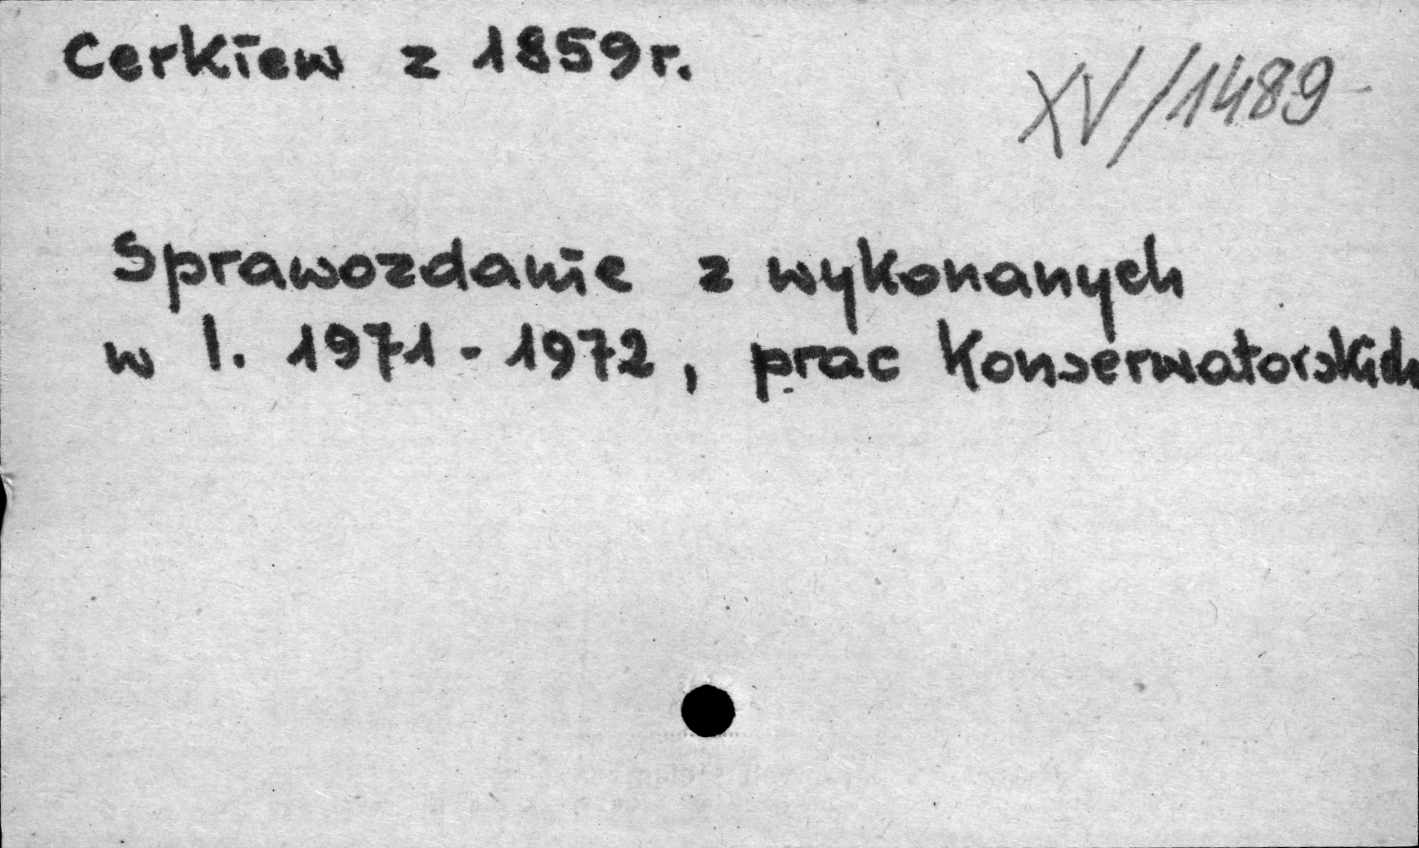 Cerkiew z 1859r.
XV/1489
Sprawozdanie z wykonanych
w l. 1971-1972, prac konserwatorskich